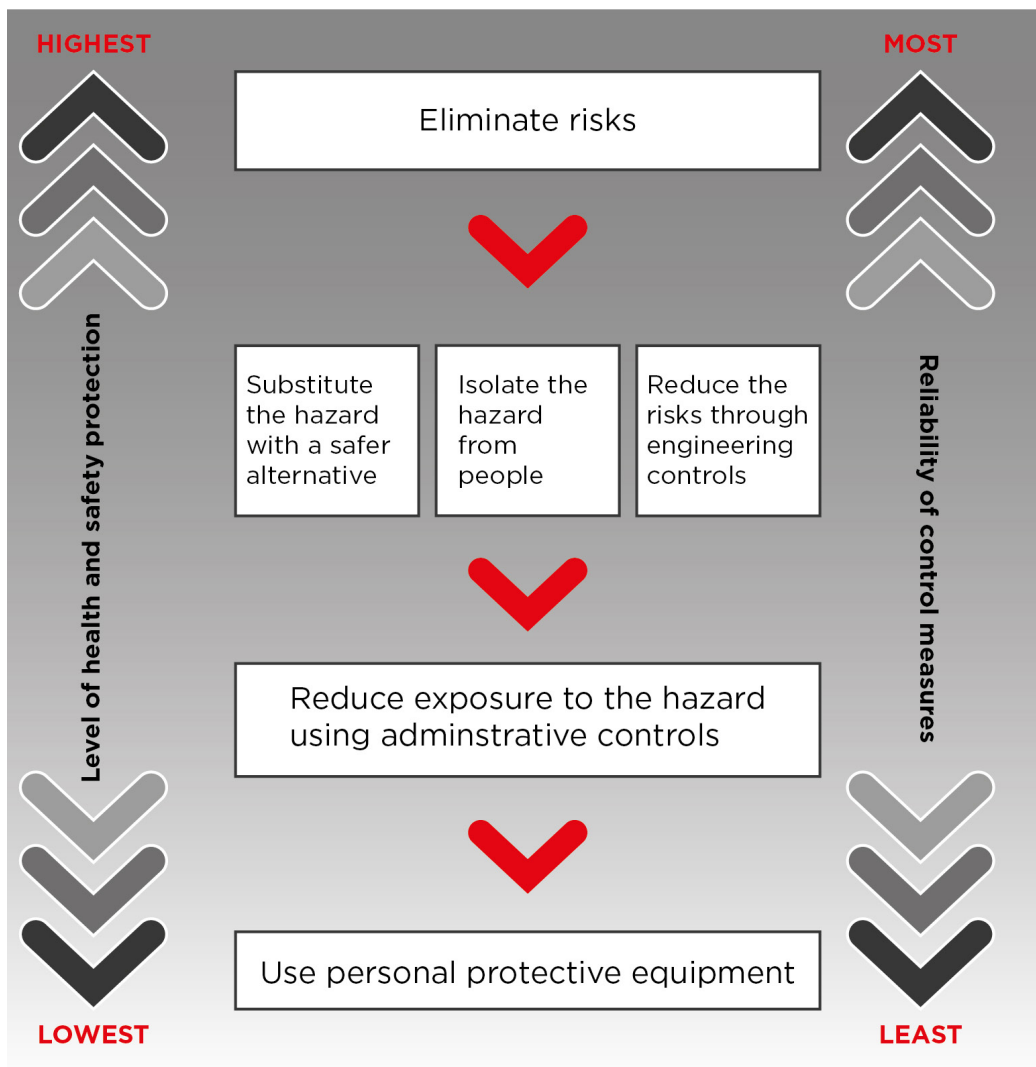 HIGHEST
MOST
Eliminate risks
Substitute
the hazard
with a safer
alternative
Isolate the
hazard
from
people
Reduce the
risks through
engineering
controls
Level of health and safety protection
Reliability of control measures
Reduce exposure to the hazard
using adminstrative controls
Use personal protective equipment
LOWEST
LEAST